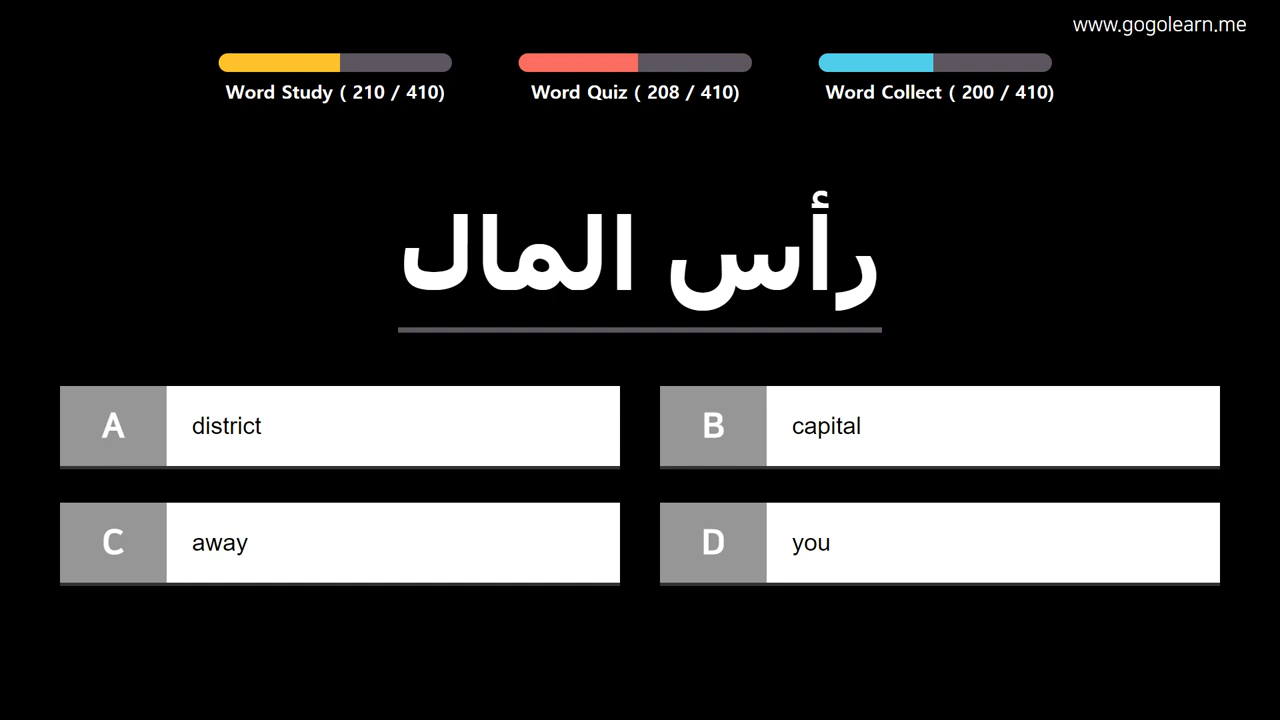 www.gogolearn.me
Word Study ( 210 / 410)
Word Quiz ( 208 / 410)
Word Collect ( 200 / 410)
رأس المال
A district
B capital
C away
D you